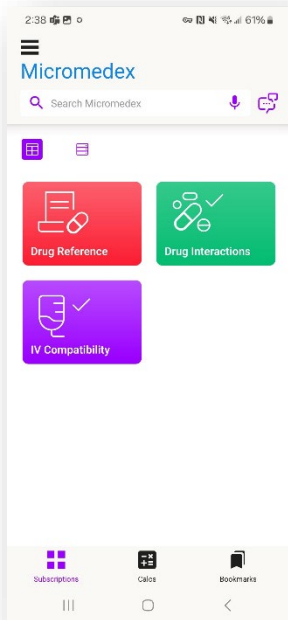 2:38 61%
Micromedex
Search Micromedex
Drug Reference
Drug Interactions
IV Compatibility
Subscriptions
Calcs
Bookmarks